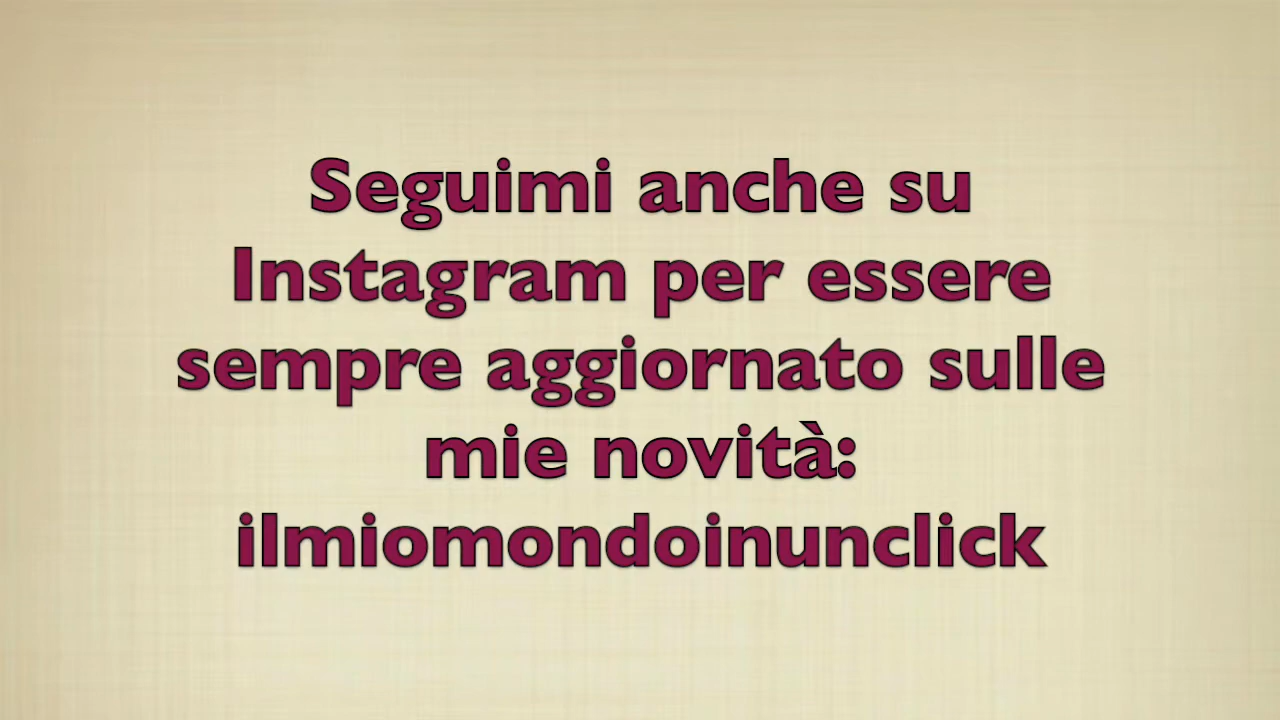 Seguimi anche su
Instagram per essere
sempre aggiornato sulle
mie novità:
ilmiomondoinunclick